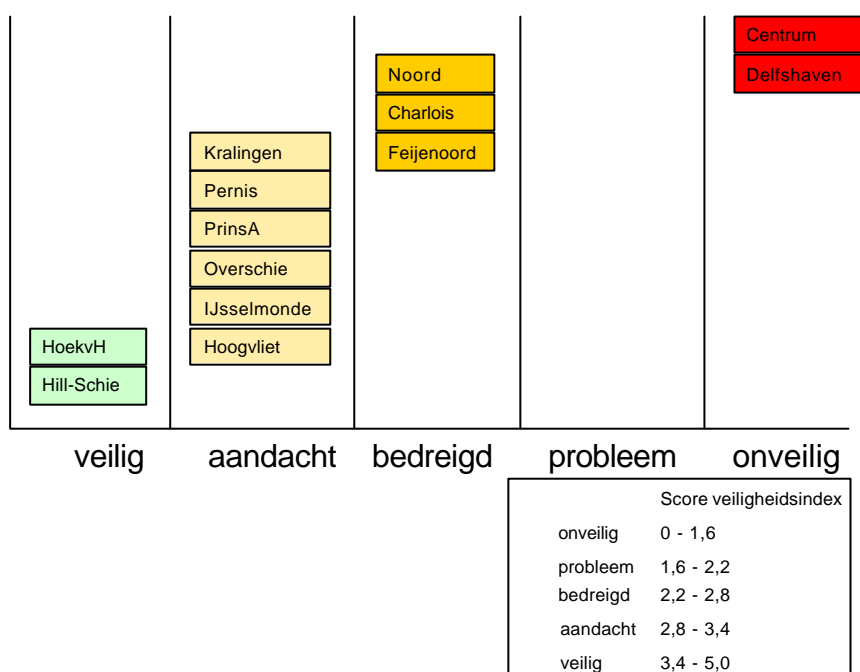 Centrum
Noord Delfshaven
Charlois
Kralingen Feijenoord
Pernis
PrinsA
Overschie
IJsselmonde
HoekvH Hoogvliet
Hill-Schie
veilig aandacht bedreigd probleem onveilig
Score veiligheidsindex
onveilig 0 - 1,6
probleem 1,6 - 2,2
bedreigd 2,2 - 2,8
aandacht 2,8 - 3,4
veilig 3,4 - 5,0